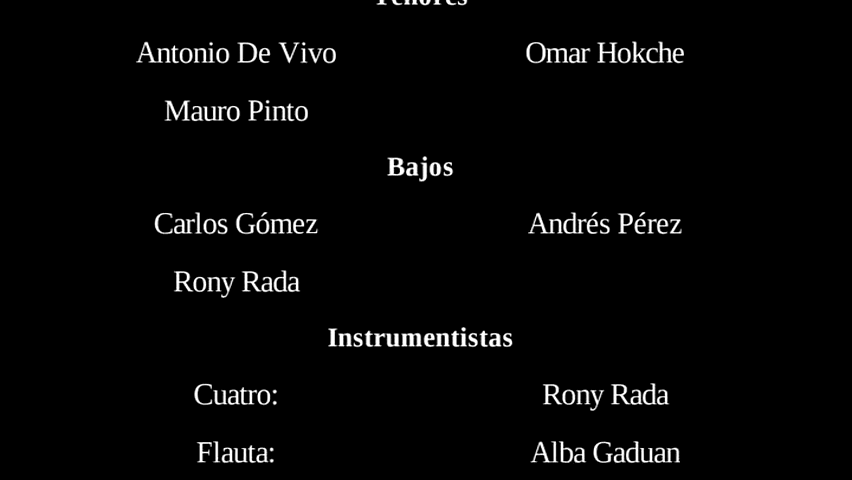 Tenores
Antonio De Vivo Omar Hokche
Mauro Pinto
Bajos
Carlos Gómez Andrés Pérez
Rony Rada
Instrumentistas
Cuatro: Rony Rada
Flauta: Alba Gaduan